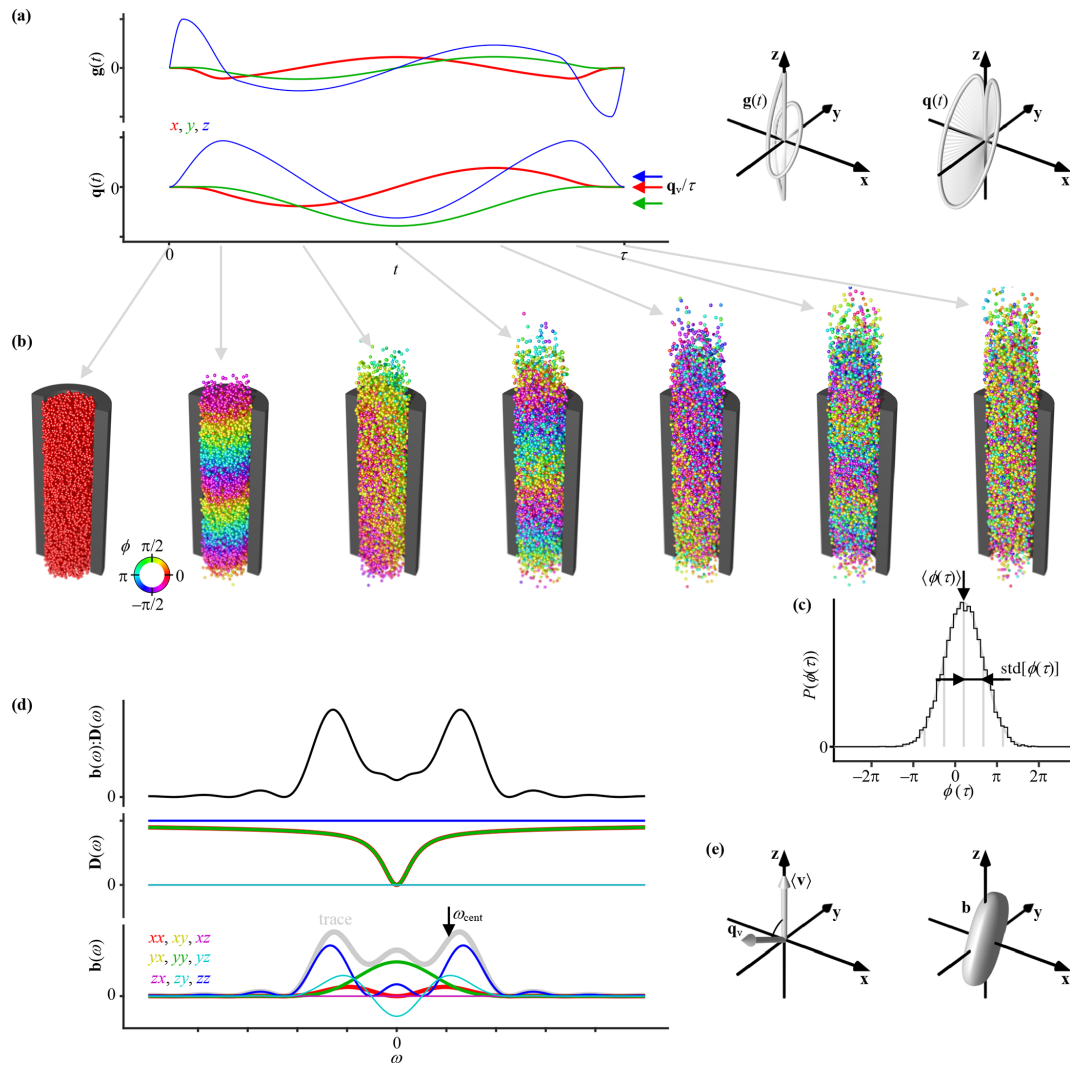 (a)
g(t)
0
x, y, z
q(t)
0
q_v/τ
0
t
τ
z
g(t)
y
x
z
q(t)
y
x
(b)
ϕ π/2
π 0
−π/2
(c)
⟨ϕ(τ)⟩
std[ϕ(τ)]
P(ϕ(τ))
0
−2π −π 0 π 2π
ϕ(τ)
(d)
b(ω):D(ω)
0
D(ω)
0
b(ω)
trace
ω_cent
xx, xy, xz
yx, yy, yz
zx, zy, zz
0
0
ω
(e)
z
⟨v⟩
y
q_v
x
z
b
y
x